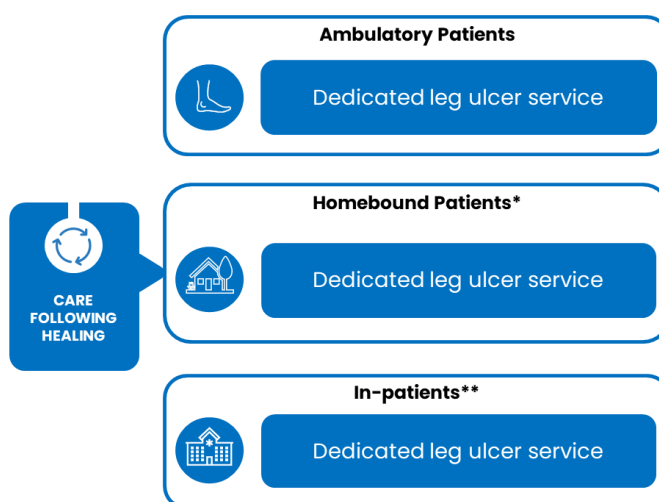 Ambulatory Patients
Dedicated leg ulcer service
Homebound Patients*
Dedicated leg ulcer service
CARE
FOLLOWING
HEALING
In-patients**
Dedicated leg ulcer service